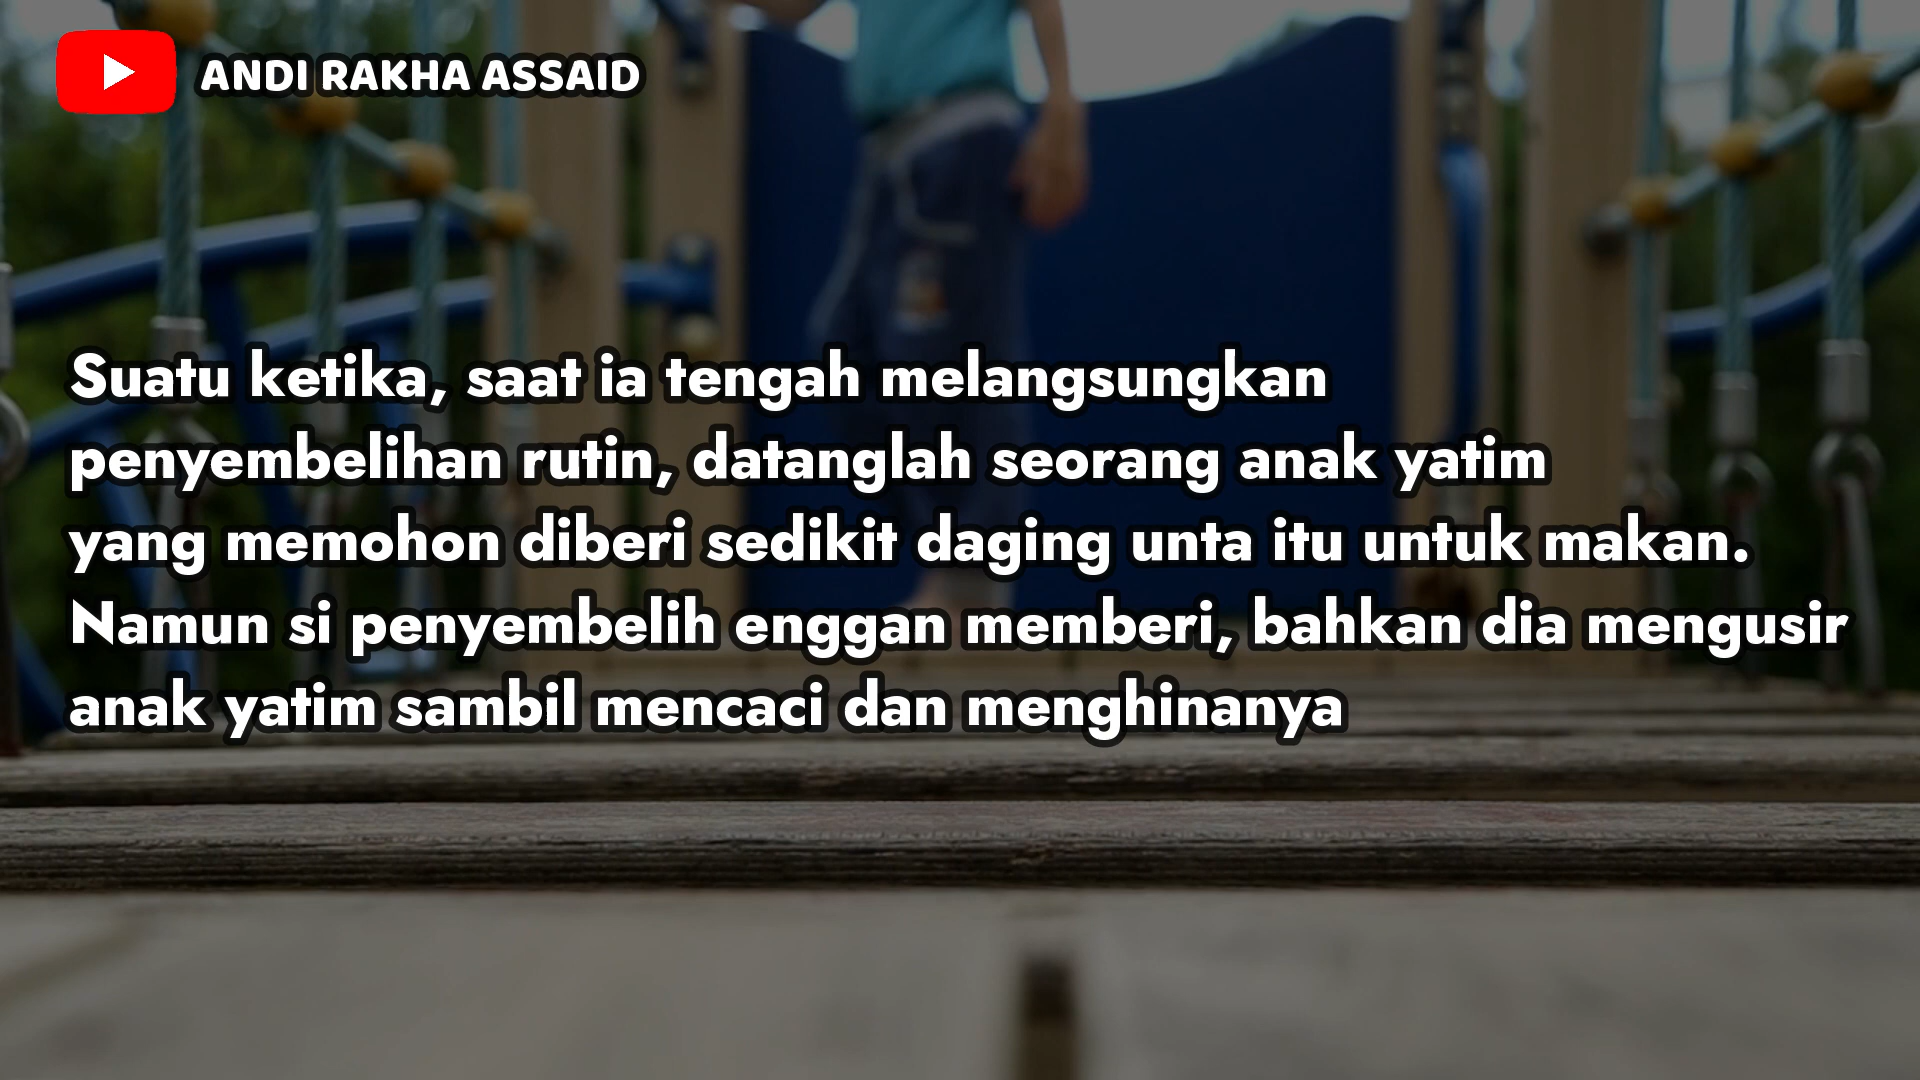 ANDI RAKHA ASSAID
Suatu ketika, saat ia tengah melangsungkan
penyembelihan rutin, datanglah seorang anak yatim
yang memohon diberi sedikit daging unta itu untuk makan.
Namun si penyembelih enggan memberi, bahkan dia mengusir
anak yatim sambil mencaci dan menghinanya